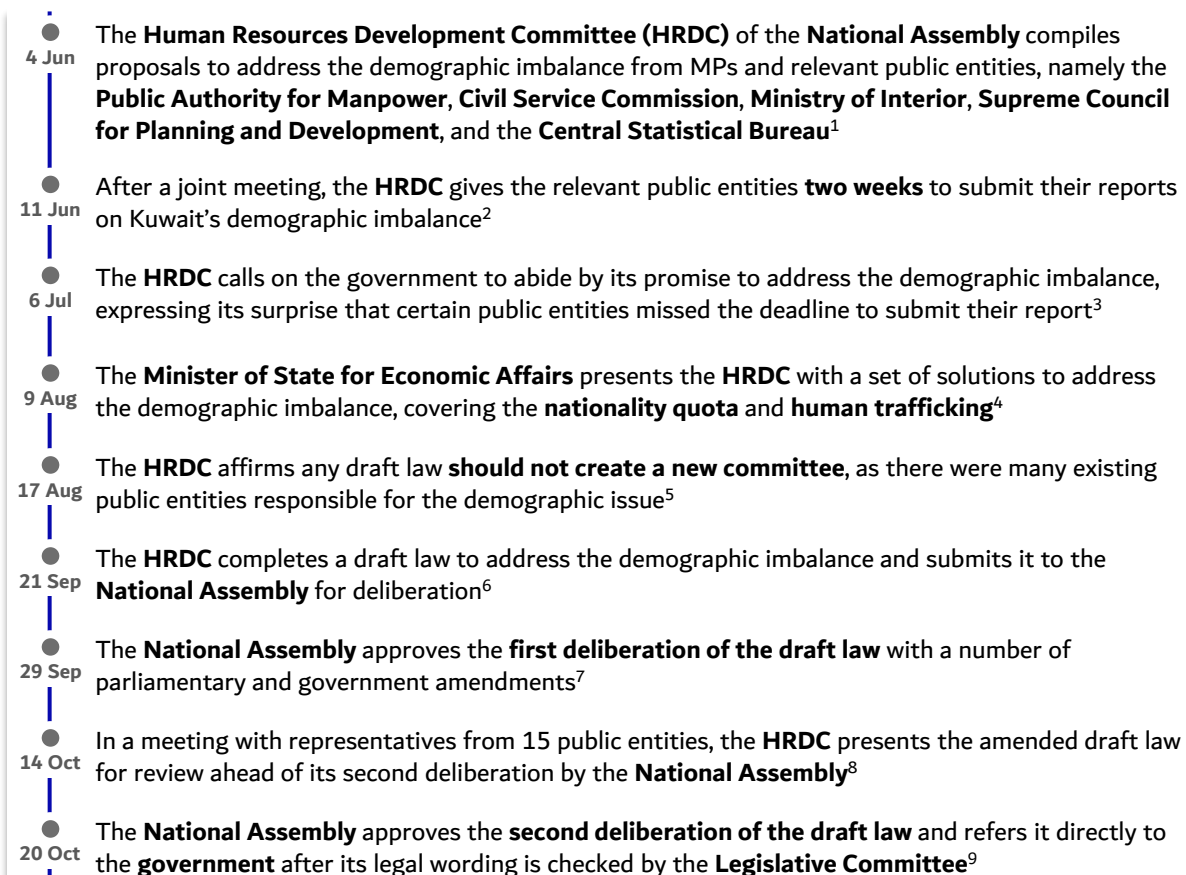 4 Jun
The Human Resources Development Committee (HRDC) of the National Assembly compiles
proposals to address the demographic imbalance from MPs and relevant public entities, namely the
Public Authority for Manpower, Civil Service Commission, Ministry of Interior, Supreme Council
for Planning and Development, and the Central Statistical Bureau¹
11 Jun
After a joint meeting, the HRDC gives the relevant public entities two weeks to submit their reports
on Kuwait’s demographic imbalance²
6 Jul
The HRDC calls on the government to abide by its promise to address the demographic imbalance,
expressing its surprise that certain public entities missed the deadline to submit their report³
9 Aug
The Minister of State for Economic Affairs presents the HRDC with a set of solutions to address
the demographic imbalance, covering the nationality quota and human trafficking⁴
17 Aug
The HRDC affirms any draft law should not create a new committee, as there were many existing
public entities responsible for the demographic issue⁵
21 Sep
The HRDC completes a draft law to address the demographic imbalance and submits it to the
National Assembly for deliberation⁶
29 Sep
The National Assembly approves the first deliberation of the draft law with a number of
parliamentary and government amendments⁷
14 Oct
In a meeting with representatives from 15 public entities, the HRDC presents the amended draft law
for review ahead of its second deliberation by the National Assembly⁸
20 Oct
The National Assembly approves the second deliberation of the draft law and refers it directly to
the government after its legal wording is checked by the Legislative Committee⁹